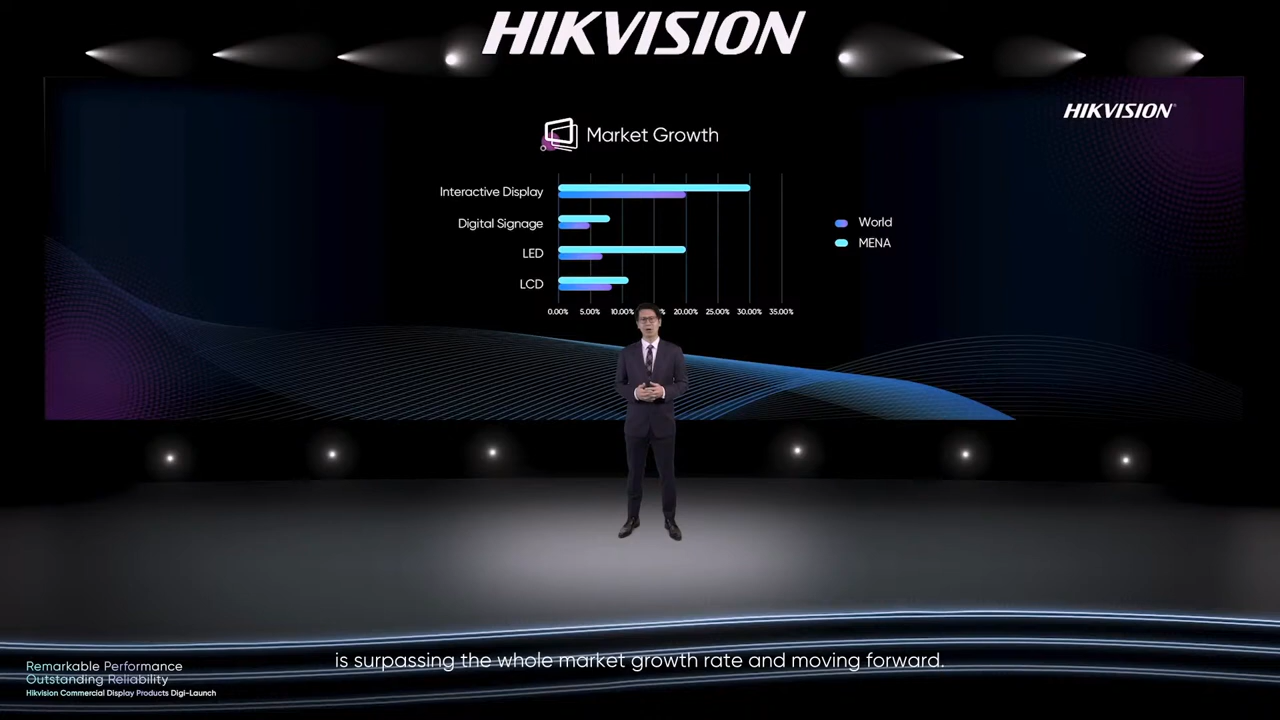 HIKVISION
HIKVISION
Market Growth
Interactive Display
Digital Signage
LED
LCD
World
MENA
0.00% 5.00% 10.00% 20.00% 25.00% 30.00% 35.00%
is surpassing the whole market growth rate and moving forward.
Remarkable Performance
Outstanding Reliability
Hikvision Commercial Display Products Digi-Launch